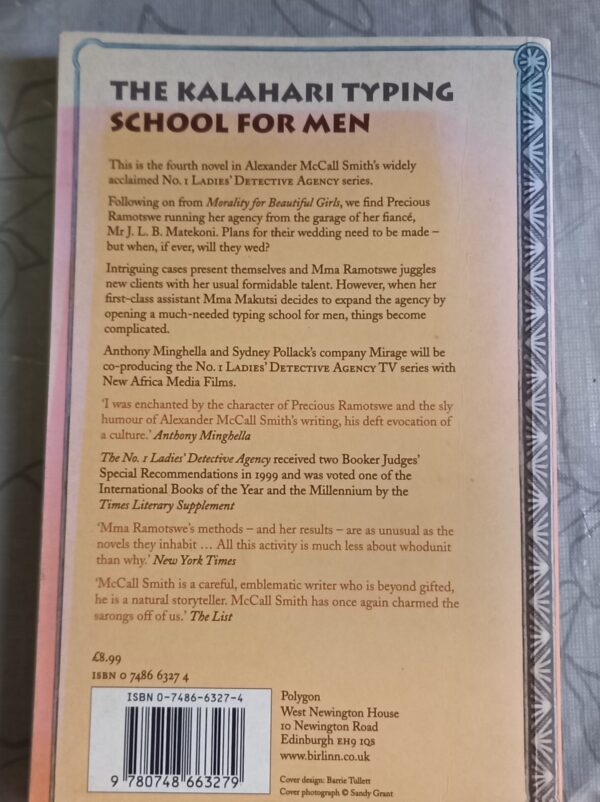 THE KALAHARI TYPING
SCHOOL FOR MEN
This is the fourth novel in Alexander McCall Smith's widely
acclaimed No. 1 Ladies' Detective Agency series.
Following on from Morality for Beautiful Girls, we find Precious
Ramotswe running her agency from the garage of her fiancé,
Mr J. L. B. Matekoni. Plans for their wedding need to be made –
but when, if ever, will they wed?
Intriguing cases present themselves and Mma Ramotswe juggles
new clients with her usual formidable talent. However, when her
first-class assistant Mma Makutsi decides to expand the agency by
opening a much-needed typing school for men, things become
complicated.
Anthony Minghella and Sydney Pollack's company Mirage will be
co-producing the No. 1 Ladies' Detective Agency TV series with
New Africa Media Films.
'I was enchanted by the character of Precious Ramotswe and the sly
humour of Alexander McCall Smith's writing, his deft evocation of
a culture.' Anthony Minghella
The No. 1 Ladies' Detective Agency received two Booker Judges'
Special Recommendations in 1999 and was voted one of the
International Books of the Year and the Millennium by the
Times Literary Supplement
'Mma Ramotswe's methods – and her results – are as unusual as the
novels they inhabit … All this activity is much less about whodunit
than why.' New York Times
'McCall Smith is a careful, emblematic writer who is beyond gifted,
he is a natural storyteller. McCall Smith has once again charmed the
sarongs off of us.' The List
£8.99
ISBN 0 7486 6327 4
ISBN 0-7486-6327-4
9 780748 663279
Polygon
West Newington House
10 Newington Road
Edinburgh EH9 1QS
www.birlinn.co.uk
Cover design: Barrie Tullett
Cover photograph © Sandy Grant